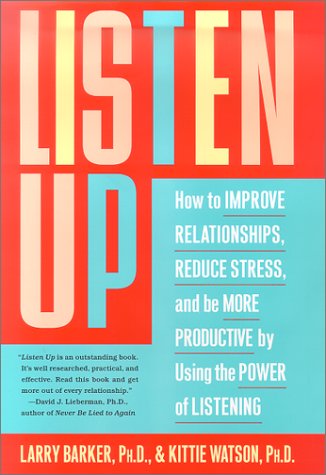 LISTEN
UP
How to IMPROVE
RELATIONSHIPS,
REDUCE STRESS,
and be MORE
PRODUCTIVE by
Using the POWER
of LISTENING
"Listen Up is an outstanding book.
It's well researched, practical, and
effective. Read this book and get
more out of every relationship."
—David J. Lieberman, Ph.D.,
author of Never Be Lied to Again
LARRY BARKER, PH.D., & KITTIE WATSON, PH.D.